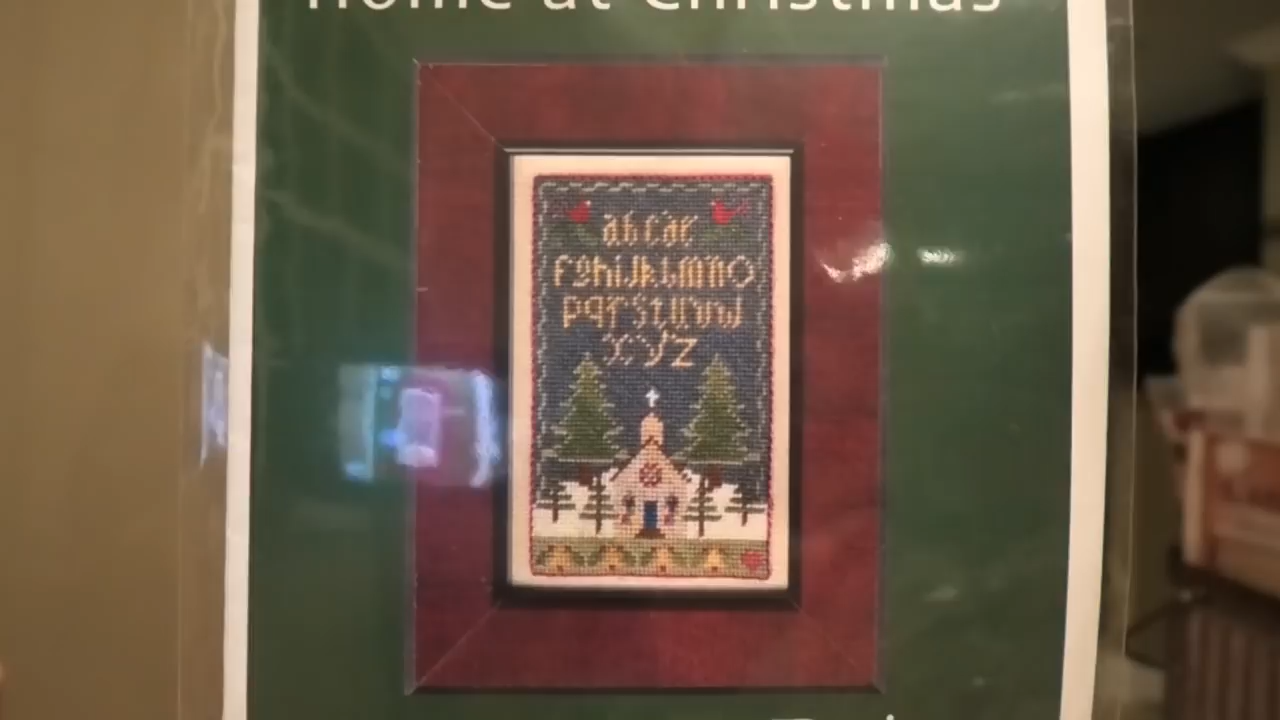 Home at Christmas
abcde
fghijklmno
pqrstuvw
xyz